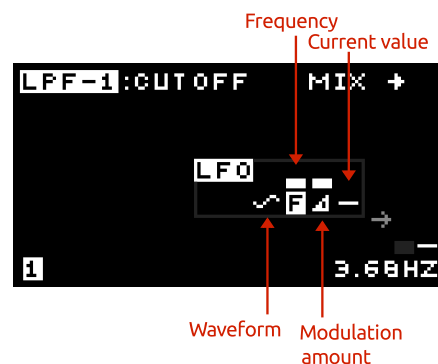 Frequency
Current value
LPF-1:CUTOFF MIX →
LFO
F
→
1 3.68HZ
Waveform Modulation
amount